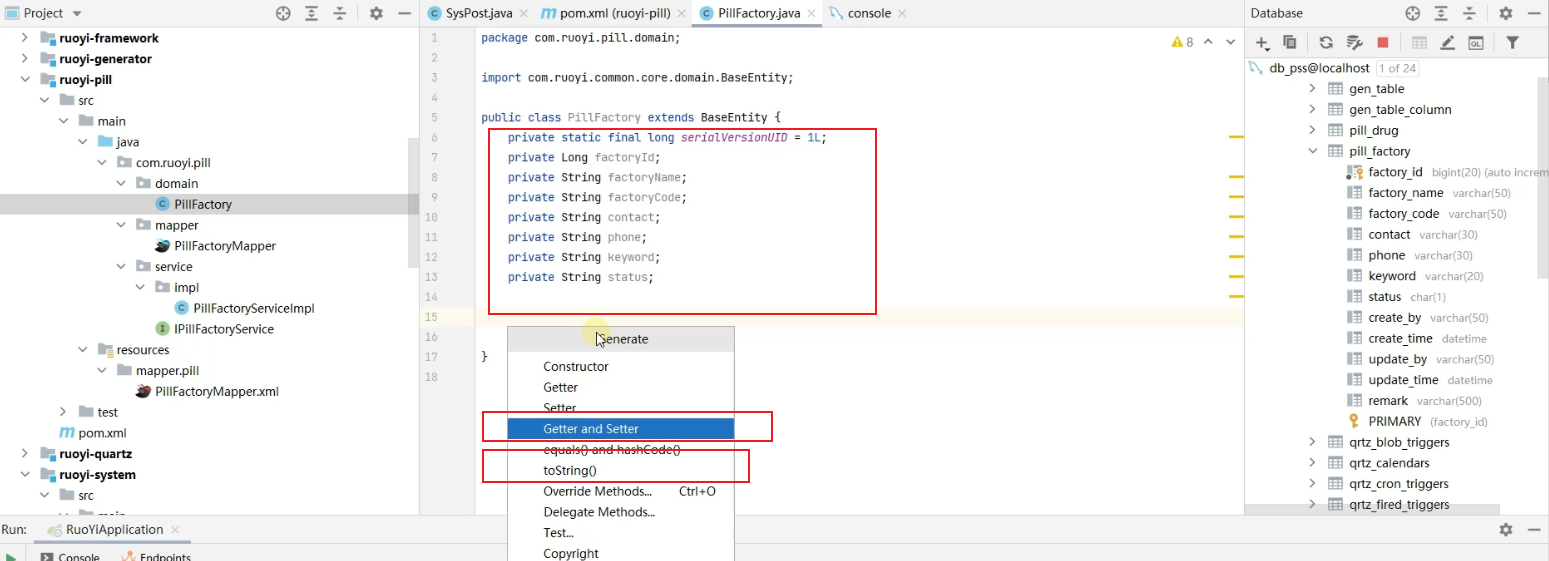 Project
ruoyi-framework
ruoyi-generator
ruoyi-pill
src
main
java
com.ruoyi.pill
domain
PillFactory
mapper
PillFactoryMapper
service
impl
PillFactoryServiceImpl
IPillFactoryService
resources
mapper.pill
PillFactoryMapper.xml
test
pom.xml
ruoyi-quartz
ruoyi-system
src
main
SysPost.java
pom.xml (ruoyi-pill)
PillFactory.java
console
8
1 package com.ruoyi.pill.domain;
2
3 import com.ruoyi.common.core.domain.BaseEntity;
4
5 public class PillFactory extends BaseEntity {
6 private static final long serialVersionUID = 1L;
7 private Long factoryId;
8 private String factoryName;
9 private String factoryCode;
10 private String contact;
11 private String phone;
12 private String keyword;
13 private String status;
14
15
16
17 }
18
Generate
Constructor
Getter
Setter
Getter and Setter
equals() and hashCode()
toString()
Override Methods... Ctrl+O
Delegate Methods...
Test...
Copyright
Database
db_pss@localhost 1 of 24
gen_table
gen_table_column
pill_drug
pill_factory
factory_id bigint(20) (auto increm
factory_name varchar(50)
factory_code varchar(50)
contact varchar(30)
phone varchar(30)
keyword varchar(20)
status char(1)
create_by varchar(50)
create_time datetime
update_by varchar(50)
update_time datetime
remark varchar(500)
PRIMARY (factory_id)
qrtz_blob_triggers
qrtz_calendars
qrtz_cron_triggers
qrtz_fired_triggers
Run: RuoYiApplication
Console Endpoints